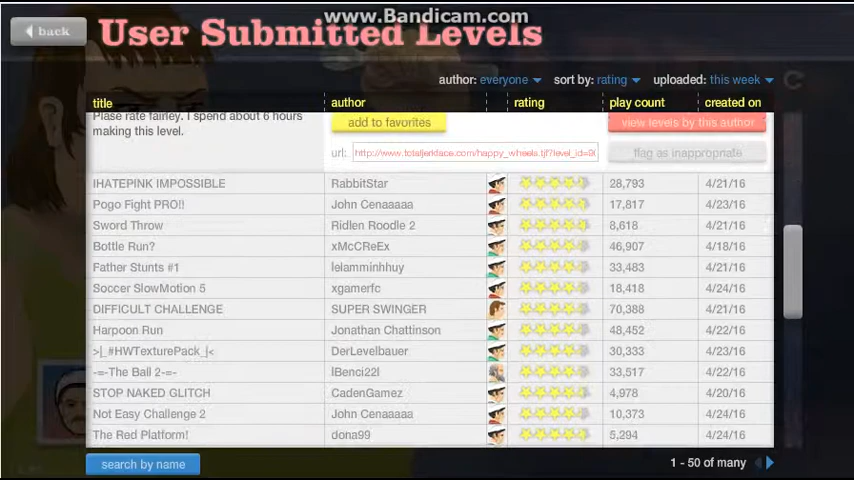 www.Bandicam.com
back
User Submitted Levels
author: everyone sort by: rating uploaded: this week
title author rating play count created on
Plase rate fairley. I spend about 6 hours
making this level.
add to favorites view levels by this author
url: http://www.totaljerkface.com/happy_wheels.tjf?level_id=9 flag as inappropriate
IHATEPINK IMPOSSIBLE RabbitStar 28,793 4/21/16
Pogo Fight PRO!! John Cenaaaaa 17,817 4/23/16
Sword Throw Ridlen Roodle 2 8,618 4/21/16
Bottle Run? xMcCReEx 46,907 4/18/16
Father Stunts #1 lelamminhhuy 33,483 4/21/16
Soccer SlowMotion 5 xgamerfc 18,418 4/24/16
DIFFICULT CHALLENGE SUPER SWINGER 70,388 4/21/16
Harpoon Run Jonathan Chattinson 48,452 4/22/16
>|_#HWTexturePack_|< DerLevelbauer 30,333 4/23/16
-=-The Ball 2-=- lBenci22l 33,517 4/22/16
STOP NAKED GLITCH CadenGamez 4,978 4/20/16
Not Easy Challenge 2 John Cenaaaaa 10,373 4/24/16
The Red Platform! dona99 5,294 4/24/16
search by name 1 - 50 of many